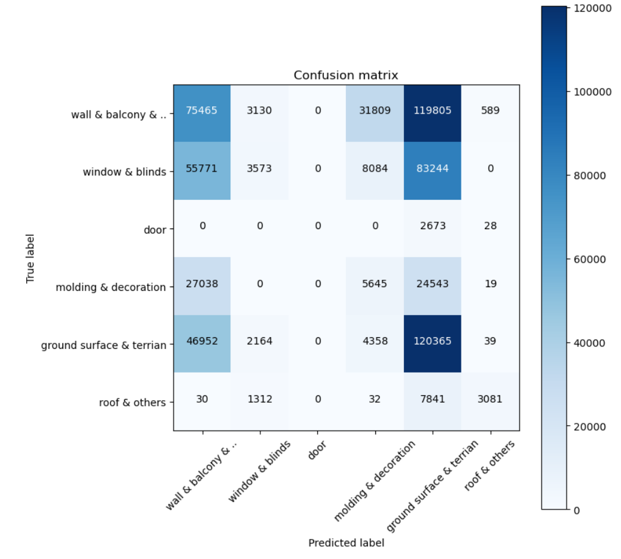 Confusion matrix
True label
wall & balcony & ..
75465 3130 0 31809 119805 589
window & blinds
55771 3573 0 8084 83244 0
door
0 0 0 0 2673 28
molding & decoration
27038 0 0 5645 24543 19
ground surface & terrian
46952 2164 0 4358 120365 39
roof & others
30 1312 0 32 7841 3081
wall & balcony & ..
window & blinds
door
molding & decoration
ground surface & terrian
roof & others
Predicted label
120000
100000
80000
60000
40000
20000
0